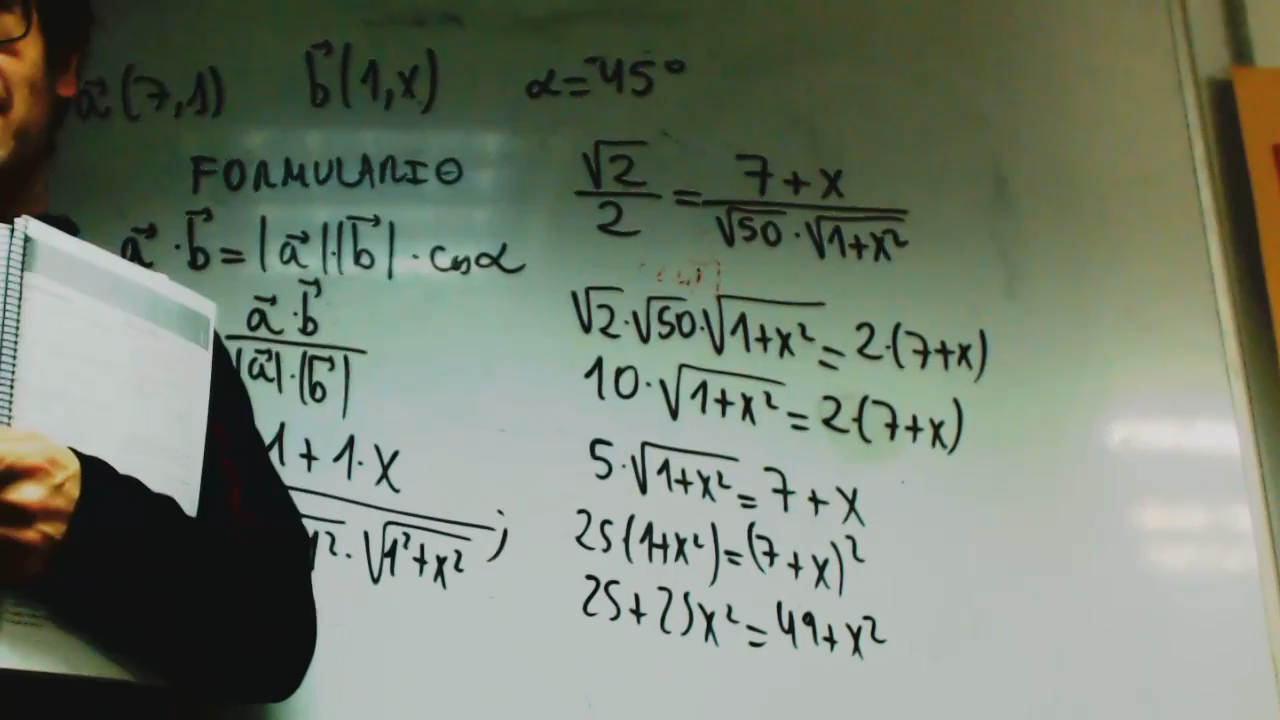 a⃗(7,1) b⃗(1,x) α=45°
FORMULARIO
a⃗·b⃗=|a⃗||b⃗|·cosα
a⃗·b⃗
|a⃗|·|b⃗|
1+1·x
²·√1²+x² ;
√2/2 = 7+x/√50·√1+x²
√2·√50·√1+x²=2·(7+x)
10·√1+x²=2·(7+x)
5·√1+x²=7+x
25(1+x²)=(7+x)²
25+25x²=49+x²